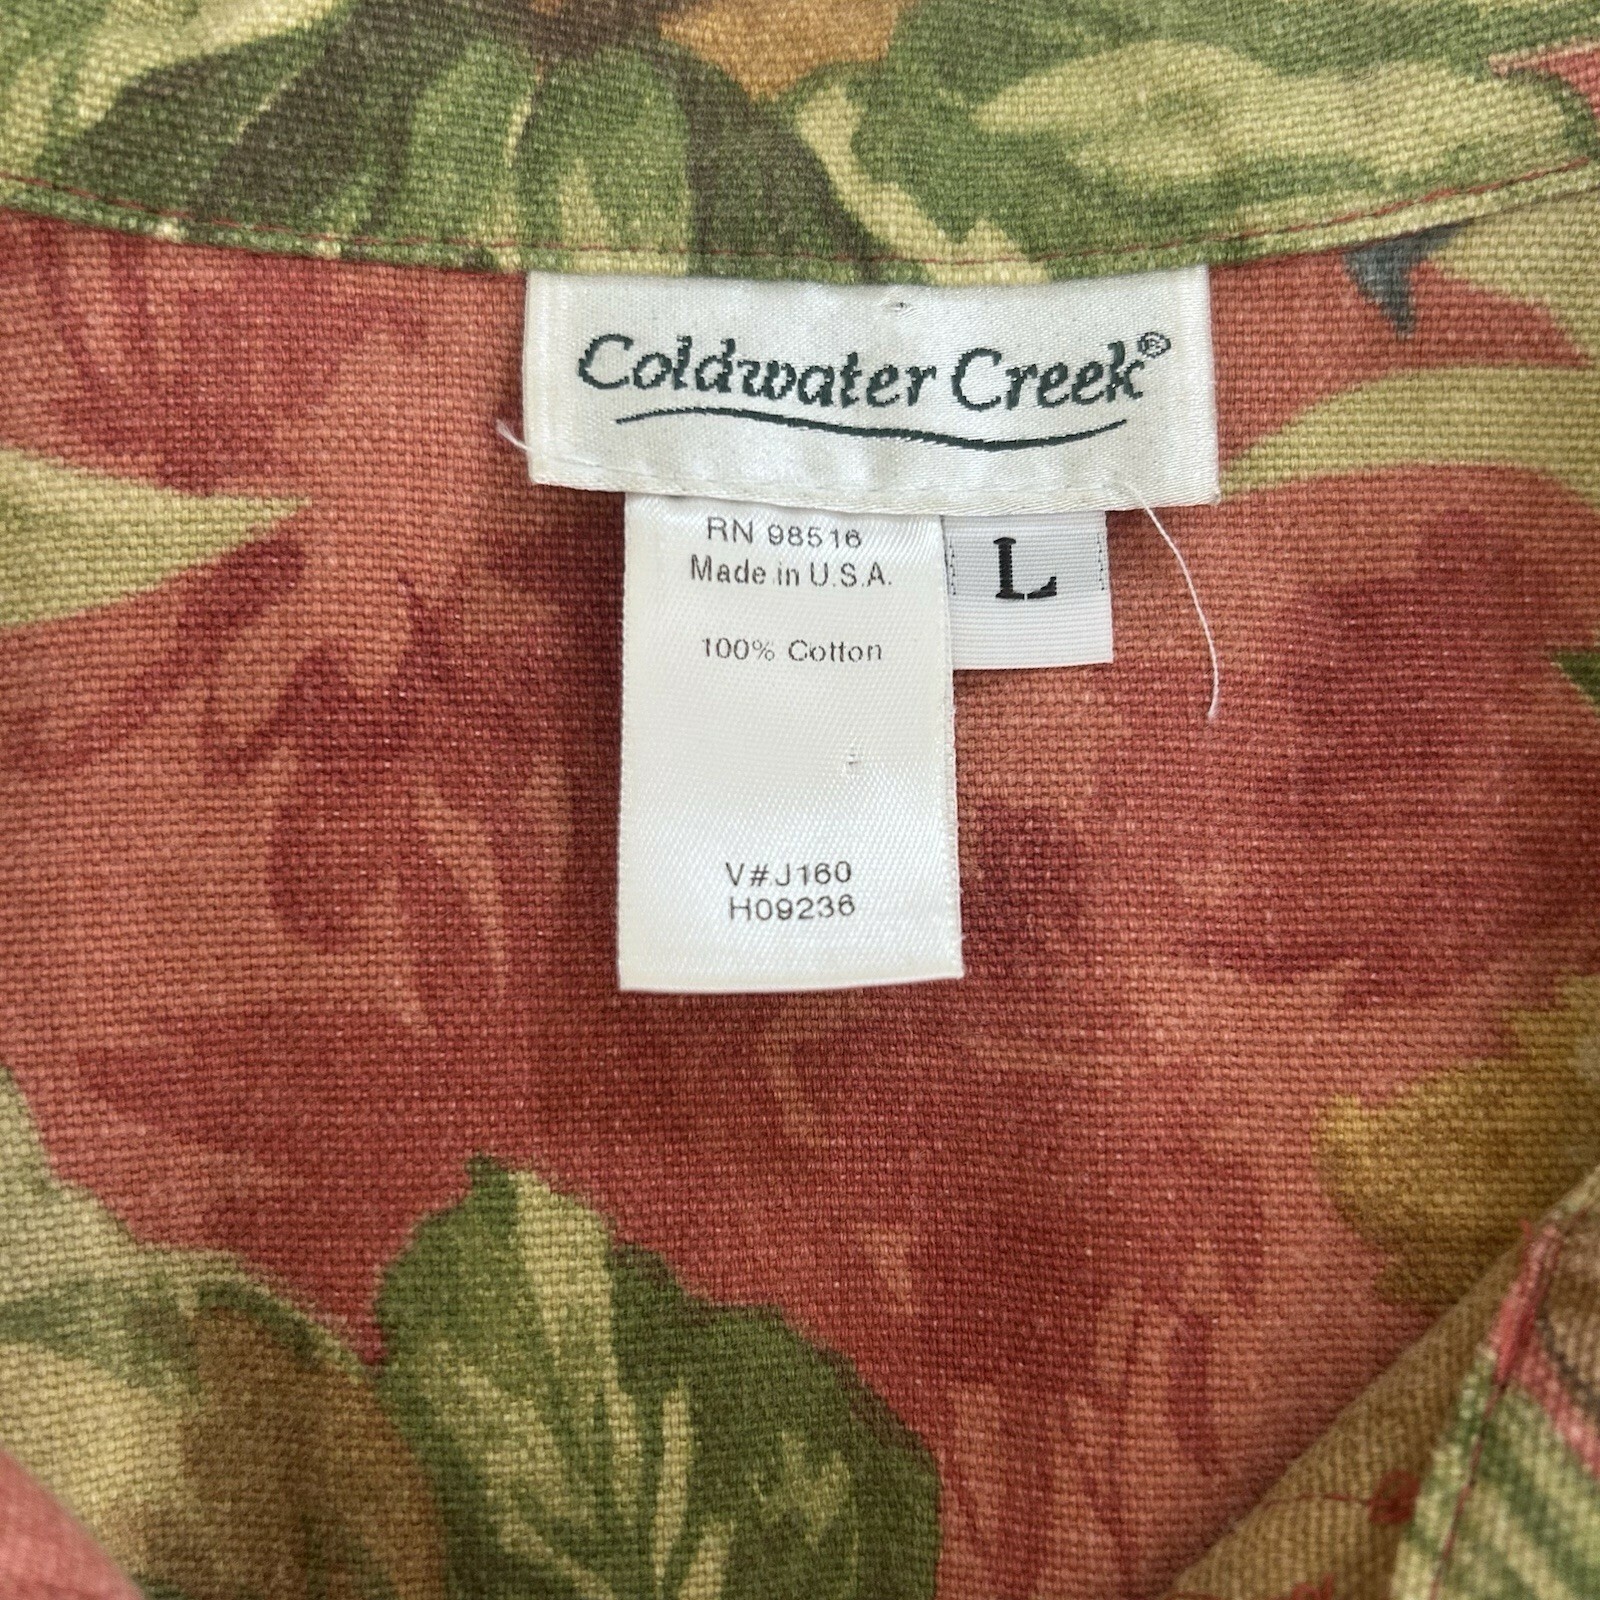 Coldwater Creek®
RN 98516
Made in U.S.A.
L
100% Cotton
V#J160
H09236